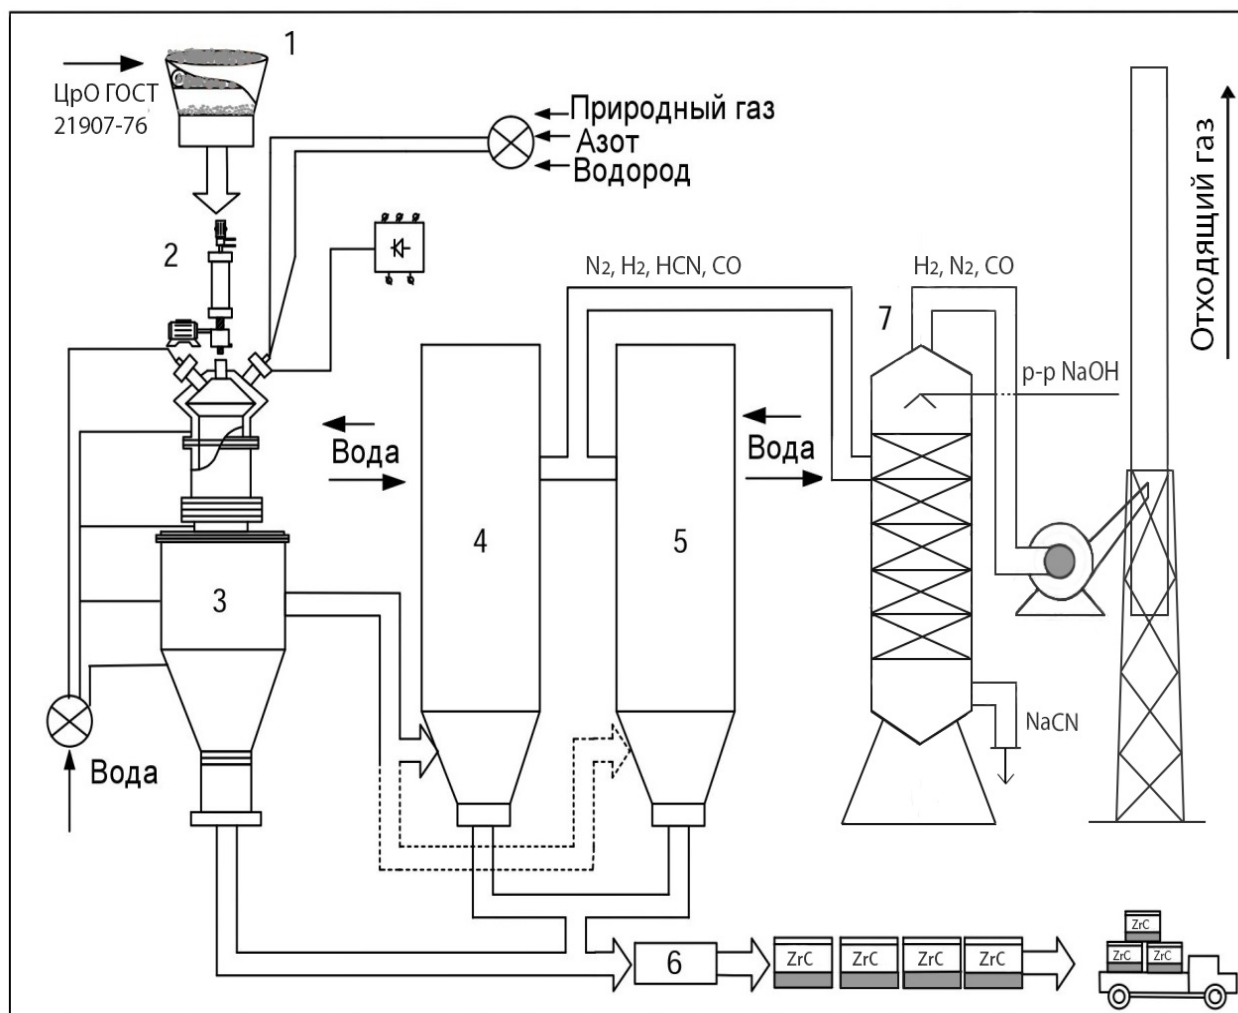 1
ЦрО ГОСТ
21907-76
Природный газ
Азот
Водород
2
N2, H2, HCN, CO
H2, N2, CO
7
Отходящий газ
р-р NaOH
Вода
Вода
3
4
5
Вода
NaCN
6
ZrC
ZrC
ZrC
ZrC
ZrC
ZrC
ZrC